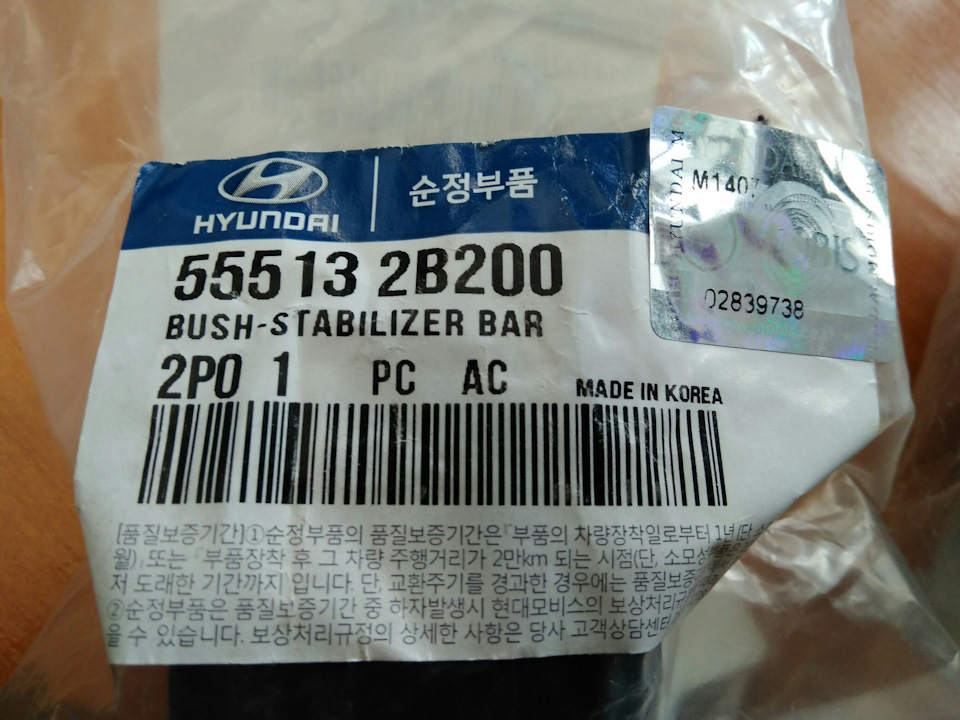 HYUNDAI 순정부품
55513 2B200
BUSH-STABILIZER BAR
2P0 1 PC AC MADE IN KOREA
M1407
HYUNDAI M
MOBIS
02839738
[품질보증기간]①순정부품의 품질보증기간은『부품의 차량장착일로부터 1년(단
월)』 또는 『부품장착 후 그 차량 주행거리가 2만km 되는 시점(단, 소모성
저 도래한 기간까지 입니다. 단, 교환주기를 경과한 경우에는 품질보증
②순정부품은 품질보증기간 중 하자발생시 현대모비스의 보상처리
을 수 있습니다. 보상처리규정의 상세한 사항은 당사 고객상담센터